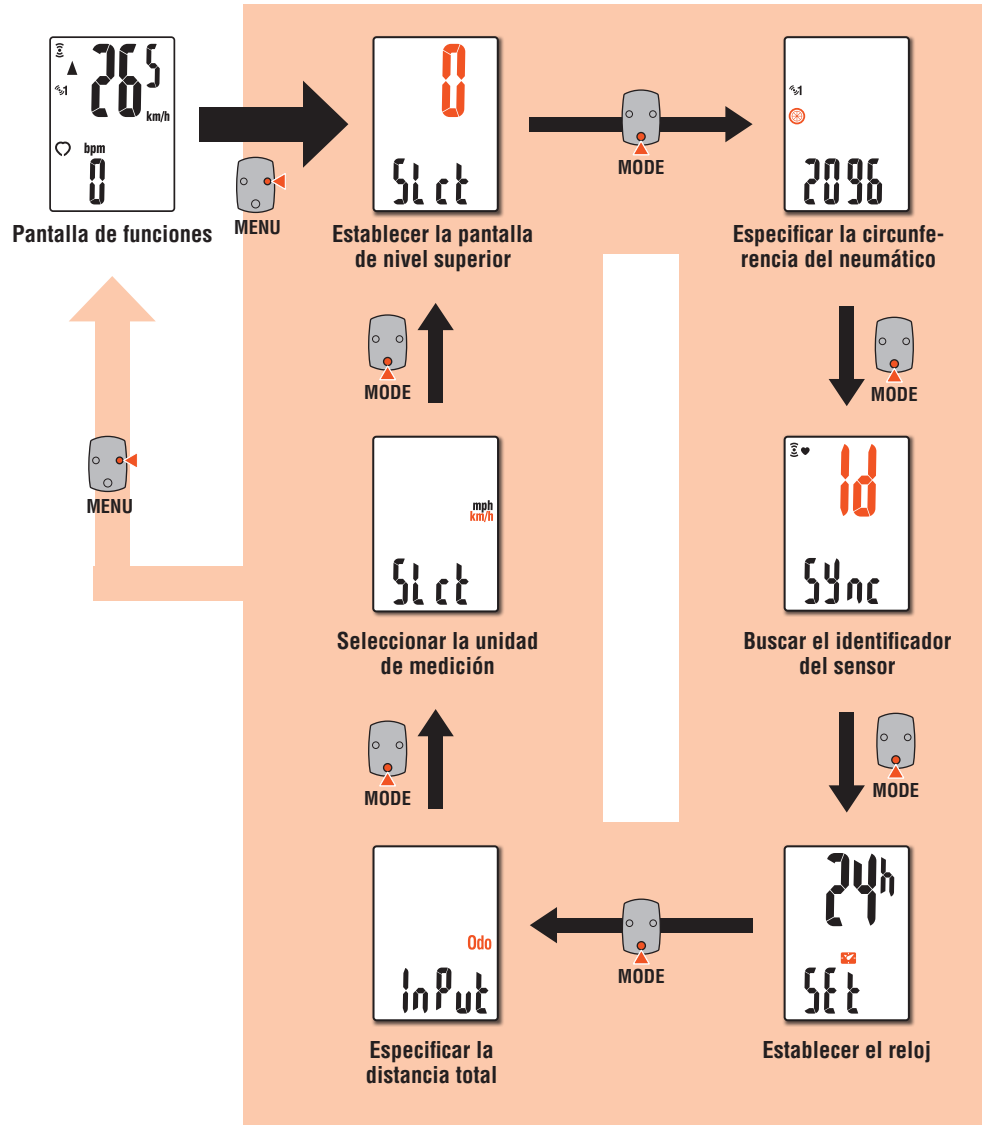 26 5
km/h
1
bpm
0
Pantalla de funciones
MENU
0
SLct
Establecer la pantalla
de nivel superior
MODE
1
2096
Especificar la circunfe-
rencia del neumático
MODE
Id
SYnc
Buscar el identificador
del sensor
MODE
24h
SEt
Establecer el reloj
MODE
Odo
InPut
Especificar la
distancia total
MODE
mph
km/h
SLct
Seleccionar la unidad
de medición
MODE
MENU